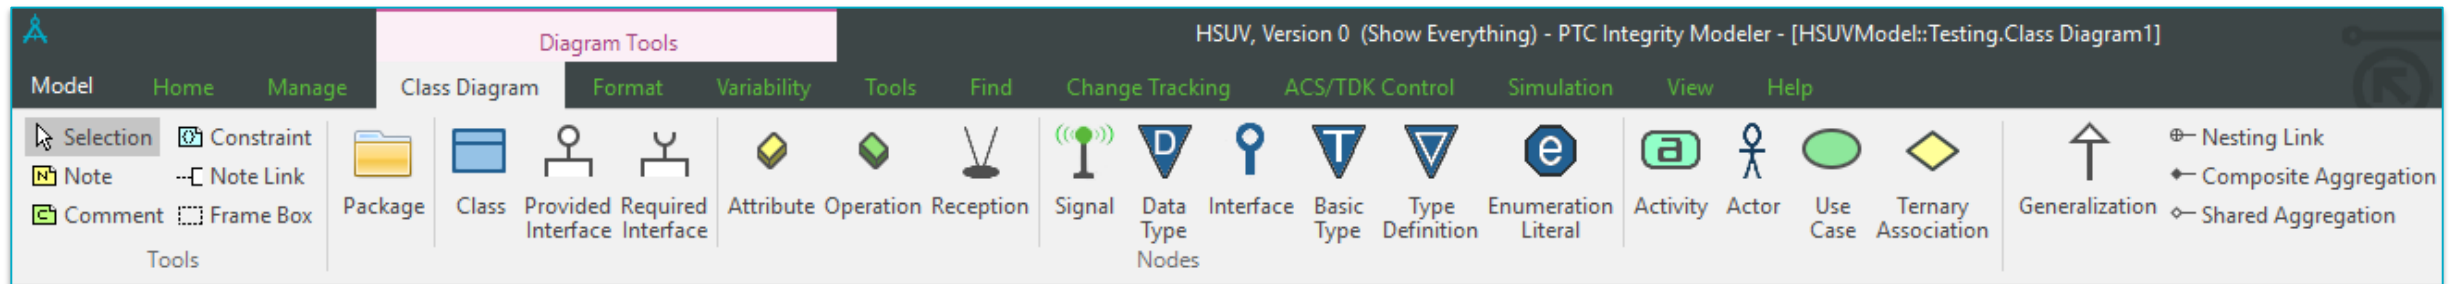 Diagram Tools
HSUV, Version 0 (Show Everything) - PTC Integrity Modeler - [HSUVModel::Testing.Class Diagram1]
Model Home Manage Class Diagram Format Variability Tools Find Change Tracking ACS/TDK Control Simulation View Help
Selection
Constraint
Note
Note Link
Comment
Frame Box
Tools
Package
Class
Provided
Interface
Required
Interface
Attribute
Operation
Reception
Signal
D
Data
Type
Interface
T
Basic
Type
Type
Definition
e
Enumeration
Literal
a
Activity
Actor
Use
Case
Ternary
Association
Nodes
Generalization
Nesting Link
Composite Aggregation
Shared Aggregation